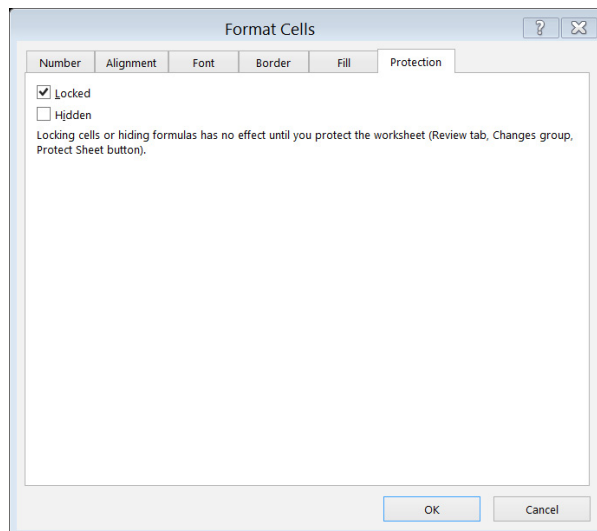 Format Cells
Number Alignment Font Border Fill Protection
Locked
Hidden
Locking cells or hiding formulas has no effect until you protect the worksheet (Review tab, Changes group,
Protect Sheet button).
OK Cancel